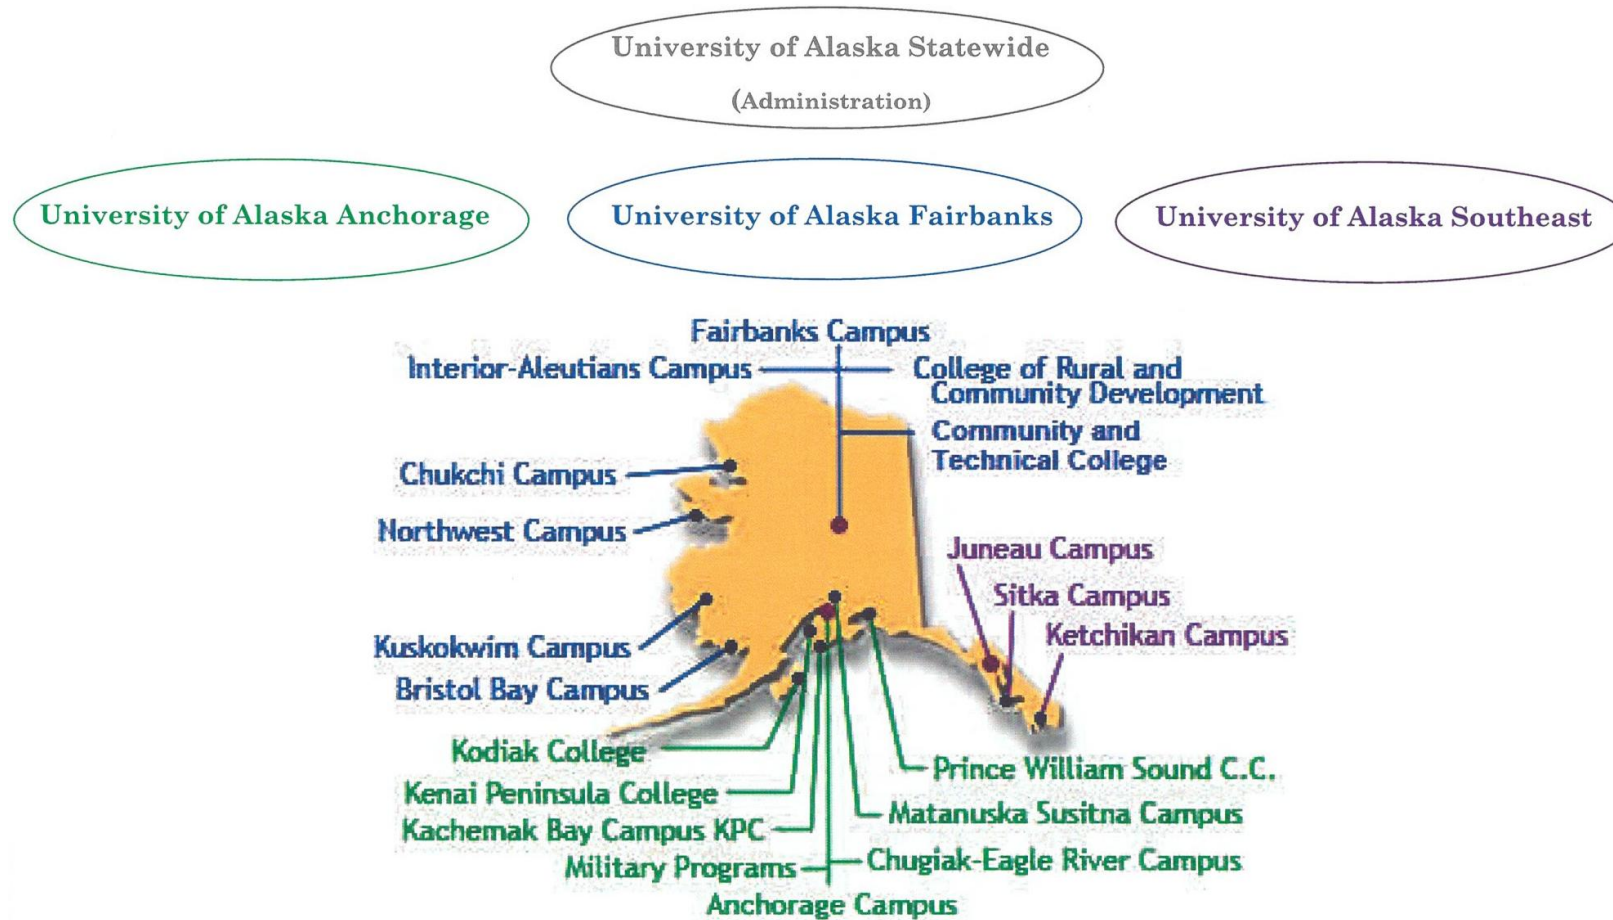 University of Alaska Statewide
(Administration)
University of Alaska Anchorage
University of Alaska Fairbanks
University of Alaska Southeast
Fairbanks Campus
Interior-Aleutians Campus
College of Rural and
Community Development
Community and
Technical College
Chukchi Campus
Northwest Campus
Juneau Campus
Sitka Campus
Ketchikan Campus
Kuskokwim Campus
Bristol Bay Campus
Kodiak College
Prince William Sound C.C.
Kenai Peninsula College
Matanuska Susitna Campus
Kachemak Bay Campus KPC
Chugiak-Eagle River Campus
Military Programs
Anchorage Campus